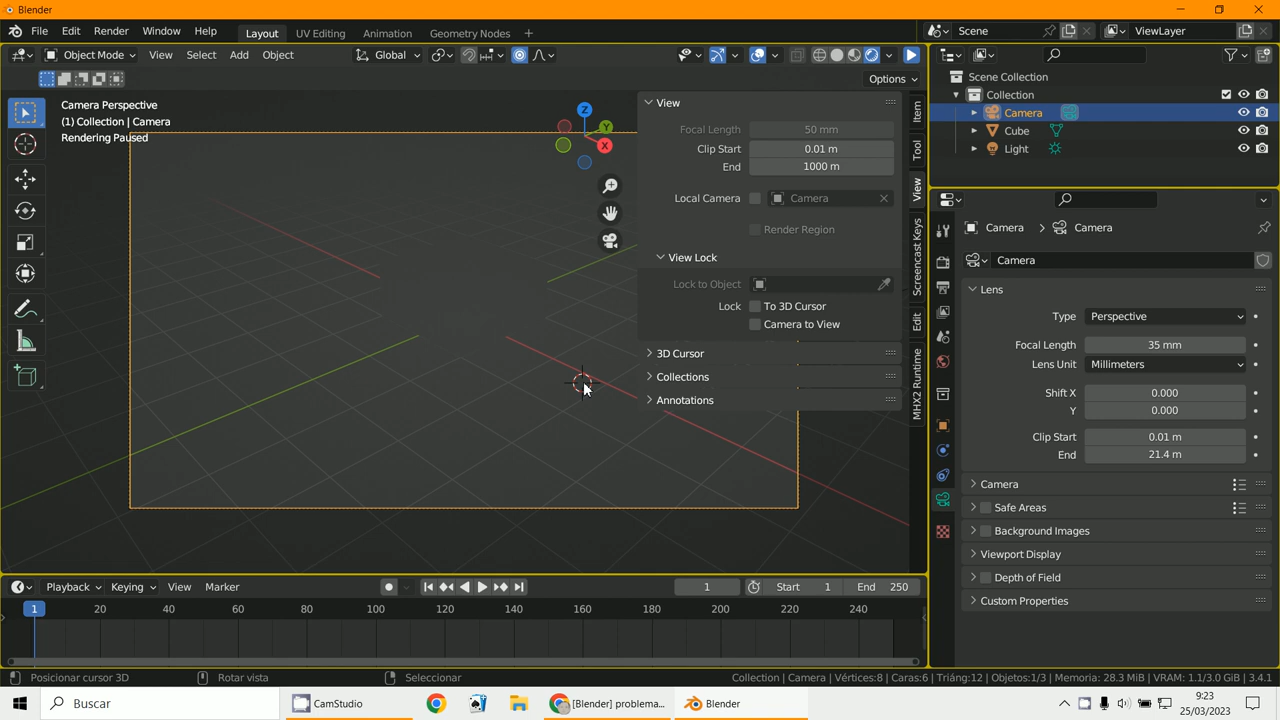 Blender
File Edit Render Window Help Layout UV Editing Animation Geometry Nodes + Scene ViewLayer
Object Mode View Select Add Object Global
Options
Camera Perspective
(1) Collection | Camera
Rendering Paused
Z
Y
X
View
Focal Length 50 mm
Clip Start 0.01 m
End 1000 m
Local Camera Camera
Render Region
View Lock
Lock to Object
Lock To 3D Cursor
Camera to View
3D Cursor
Collections
Annotations
Item
Tool
View
Screencast Keys
Edit
MHX2 Runtime
Scene Collection
Collection
Camera
Cube
Light
Camera > Camera
Camera
Lens
Type Perspective
Focal Length 35 mm
Lens Unit Millimeters
Shift X 0.000
Y 0.000
Clip Start 0.01 m
End 21.4 m
Camera
Safe Areas
Background Images
Viewport Display
Depth of Field
Custom Properties
Playback Keying View Marker 1 Start 1 End 250
1 20 40 60 80 100 120 140 160 180 200 220 240
Posicionar cursor 3D Rotar vista Seleccionar Collection | Camera | Vértices:8 | Caras:6 | Triáng:12 | Objetos:1/3 | Memoria: 28.3 MiB | VRAM: 1.1/3.0 GiB | 3.4.1
Buscar CamStudio [Blender] problema... Blender 9:23
25/03/2023